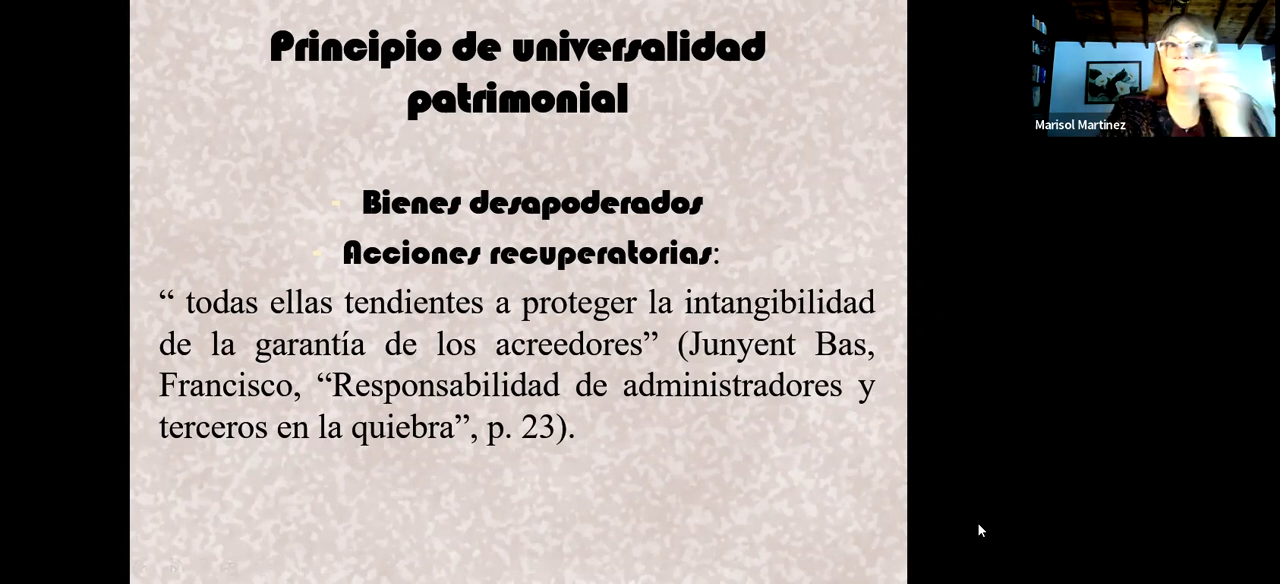 Principio de universalidad
patrimonial
Bienes desapoderados
Acciones recuperatorias:
“ todas ellas tendientes a proteger la intangibilidad
de la garantía de los acreedores” (Junyent Bas,
Francisco, “Responsabilidad de administradores y
terceros en la quiebra”, p. 23).
Marisol Martinez